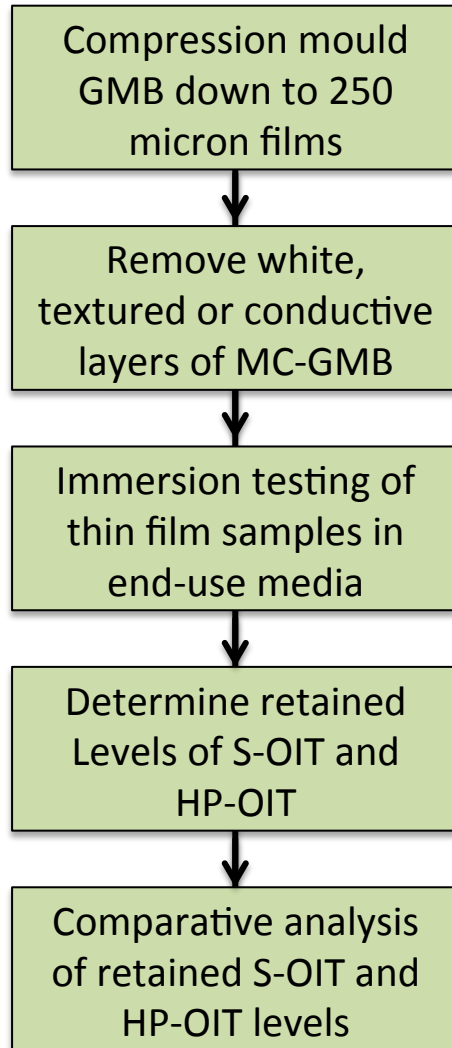 Compression mould
GMB down to 250
micron films
Remove white,
textured or conductive
layers of MC-GMB
Immersion testing of
thin film samples in
end-use media
Determine retained
Levels of S-OIT and
HP-OIT
Comparative analysis
of retained S-OIT and
HP-OIT levels